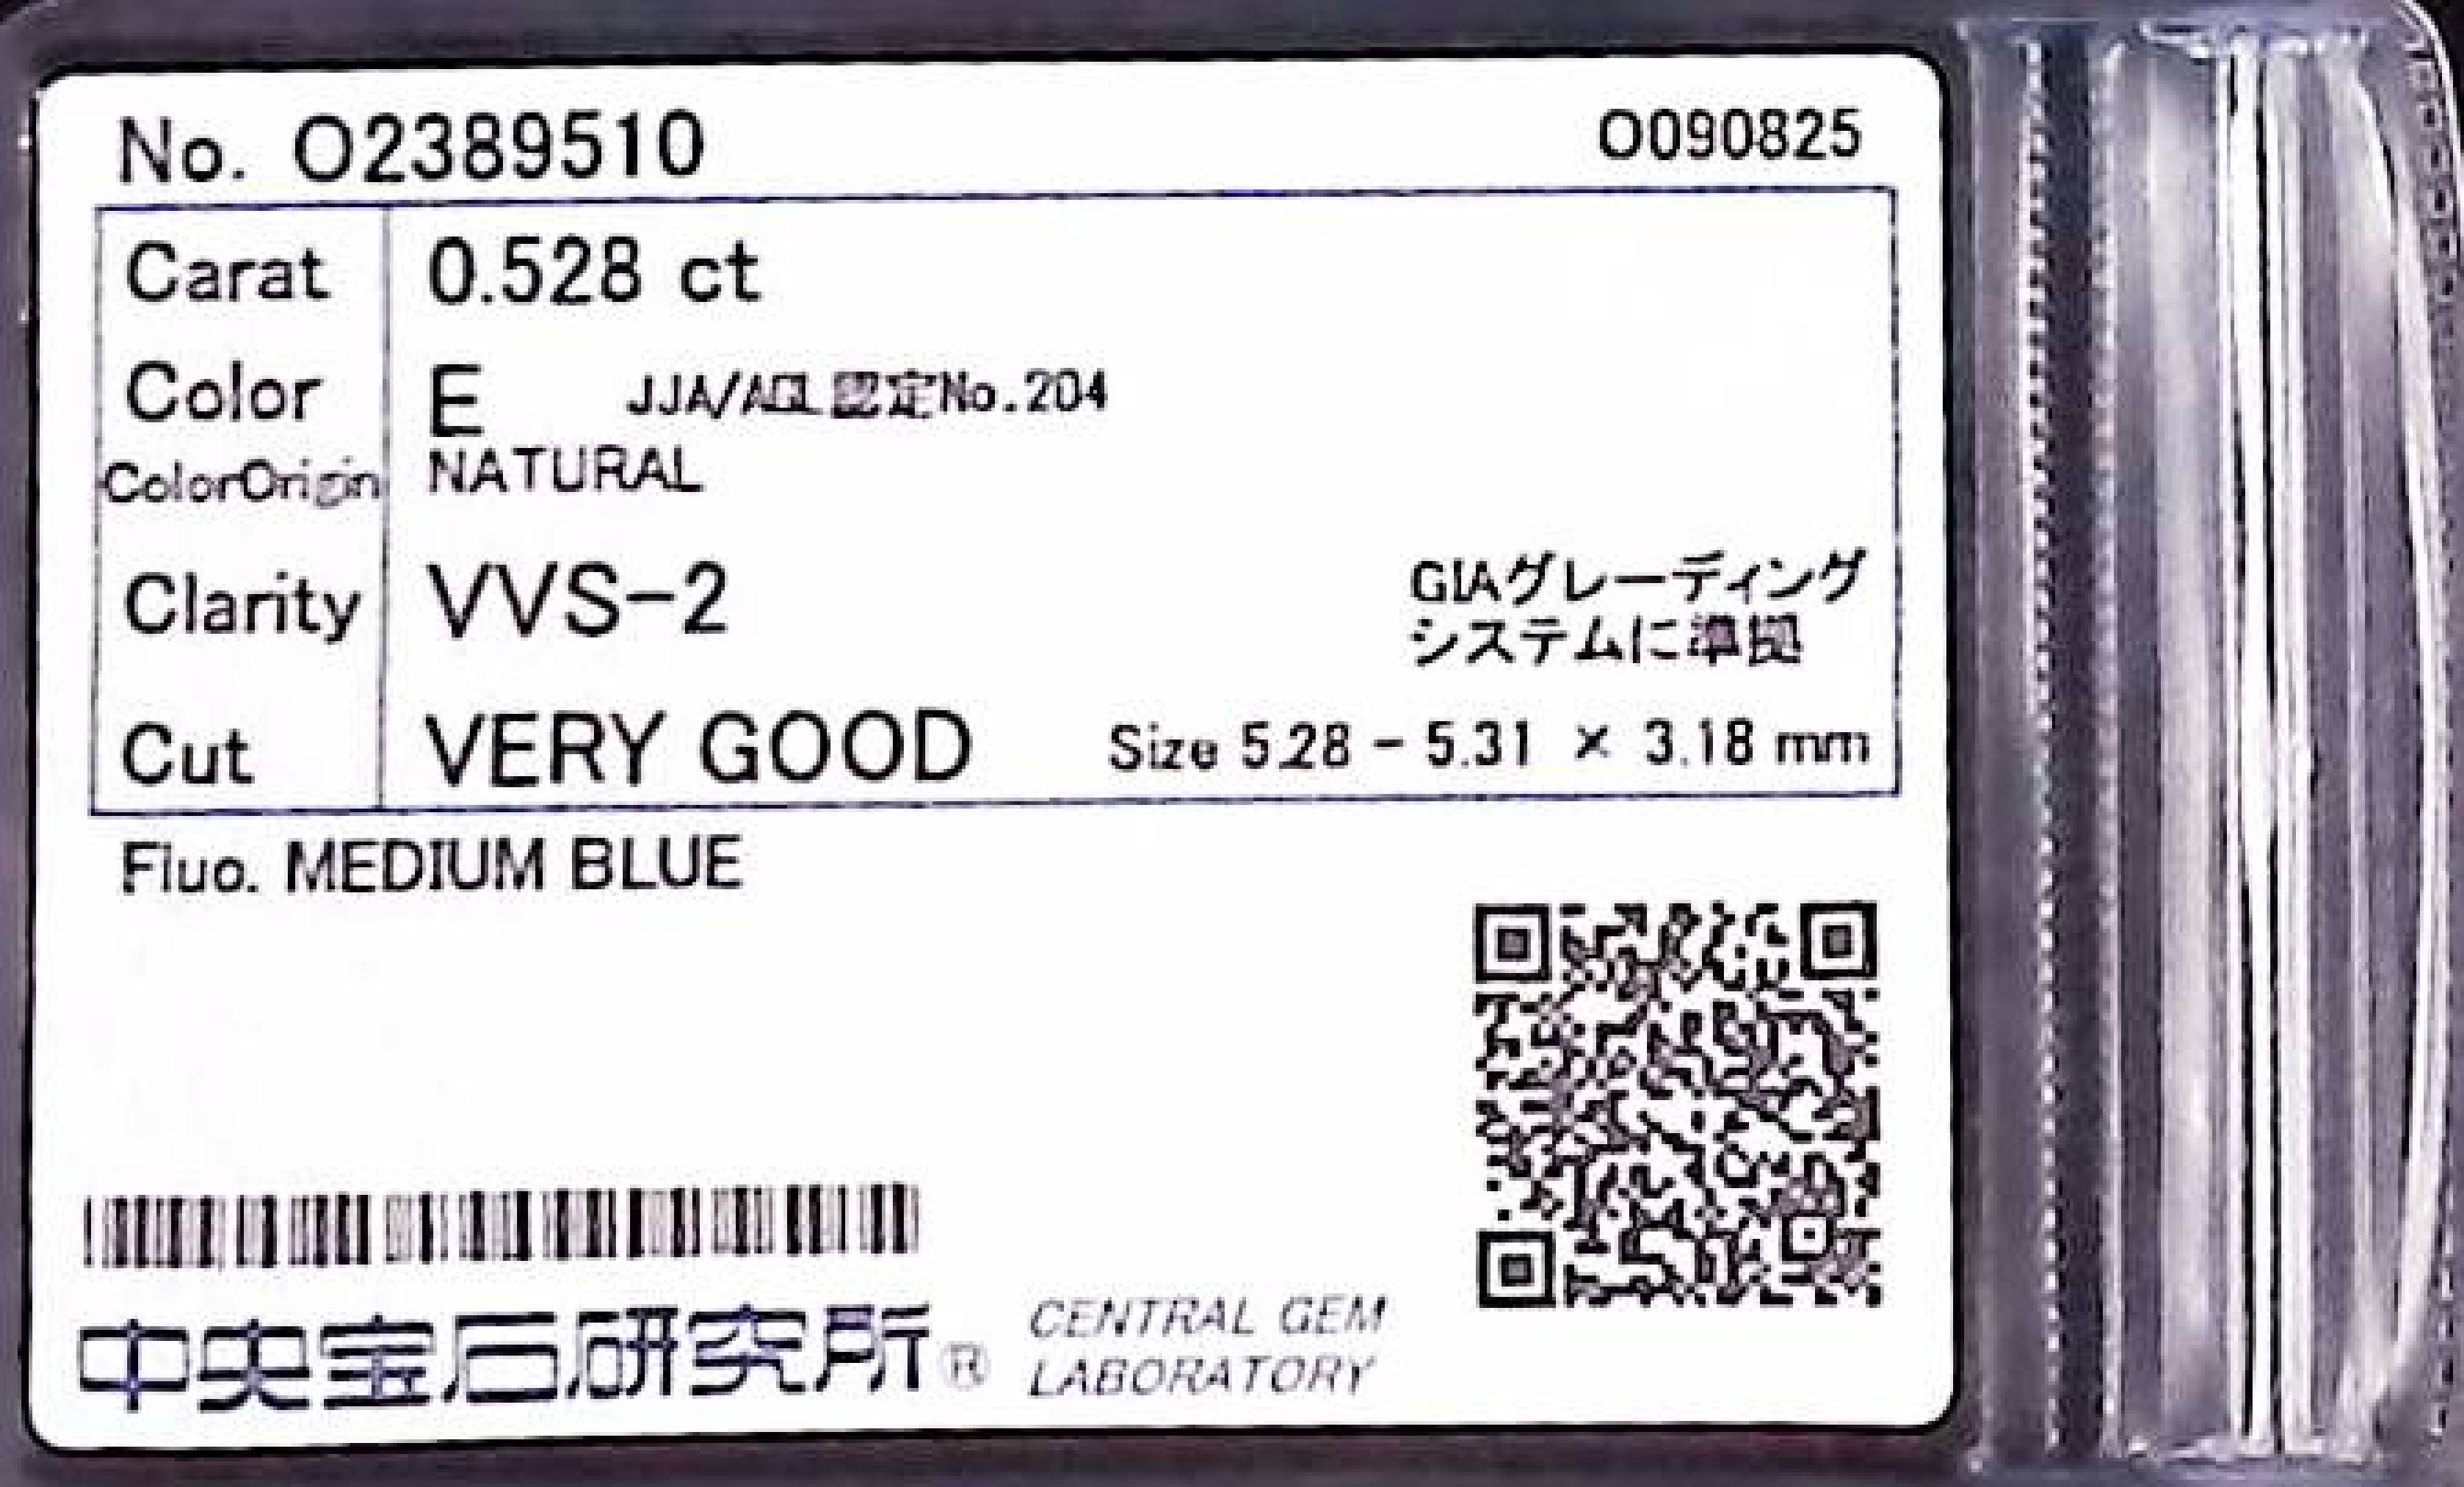 No. O2389510 O090825
Carat 0.528 ct
Color E JJA/AGL認定No.204
ColorOrigin NATURAL
Clarity VVS-2
GIAグレーディング
システムに準拠
Cut VERY GOOD Size 5.28 - 5.31 × 3.18 mm
Fluo. MEDIUM BLUE
中央宝石研究所® CENTRAL GEM
LABORATORY